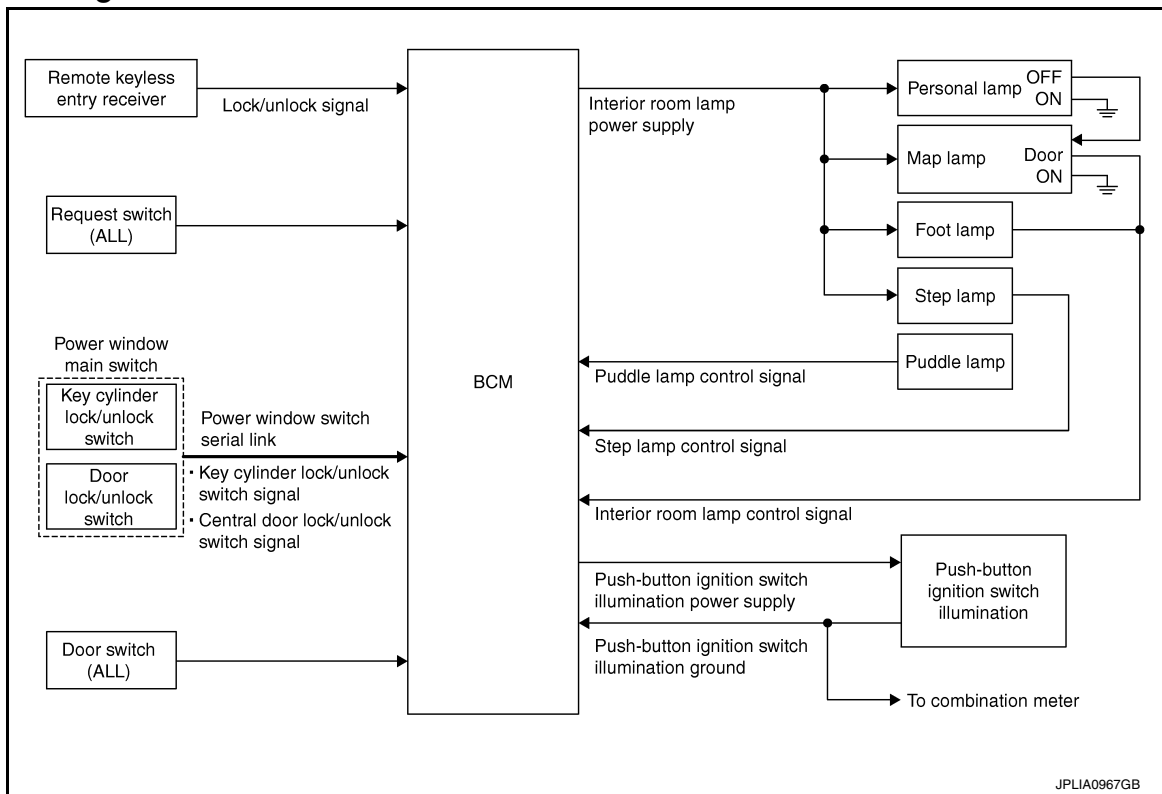 Remote keyless
entry receiver
Lock/unlock signal
Request switch
(ALL)
Power window
main switch
Key cylinder
lock/unlock
switch
Door
lock/unlock
switch
Power window switch
serial link
· Key cylinder lock/unlock
switch signal
· Central door lock/unlock
switch signal
Door switch
(ALL)
BCM
Interior room lamp
power supply
Personal lamp
OFF
ON
Map lamp
Door
ON
Foot lamp
Step lamp
Puddle lamp
Puddle lamp control signal
Step lamp control signal
Interior room lamp control signal
Push-button ignition switch
illumination power supply
Push-button
ignition switch
illumination
Push-button ignition switch
illumination ground
To combination meter
JPLIA0967GB